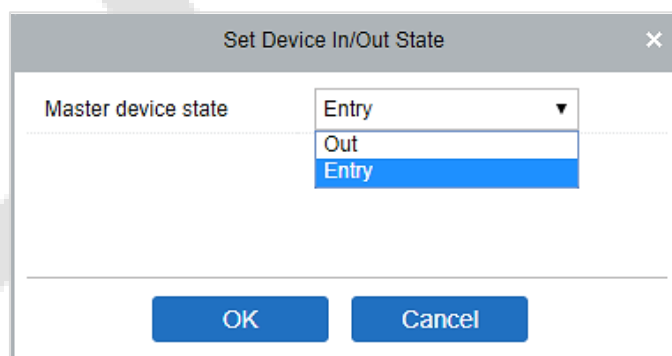 Set Device In/Out State ×
Master device state Entry ▼
Out
Entry
OK Cancel